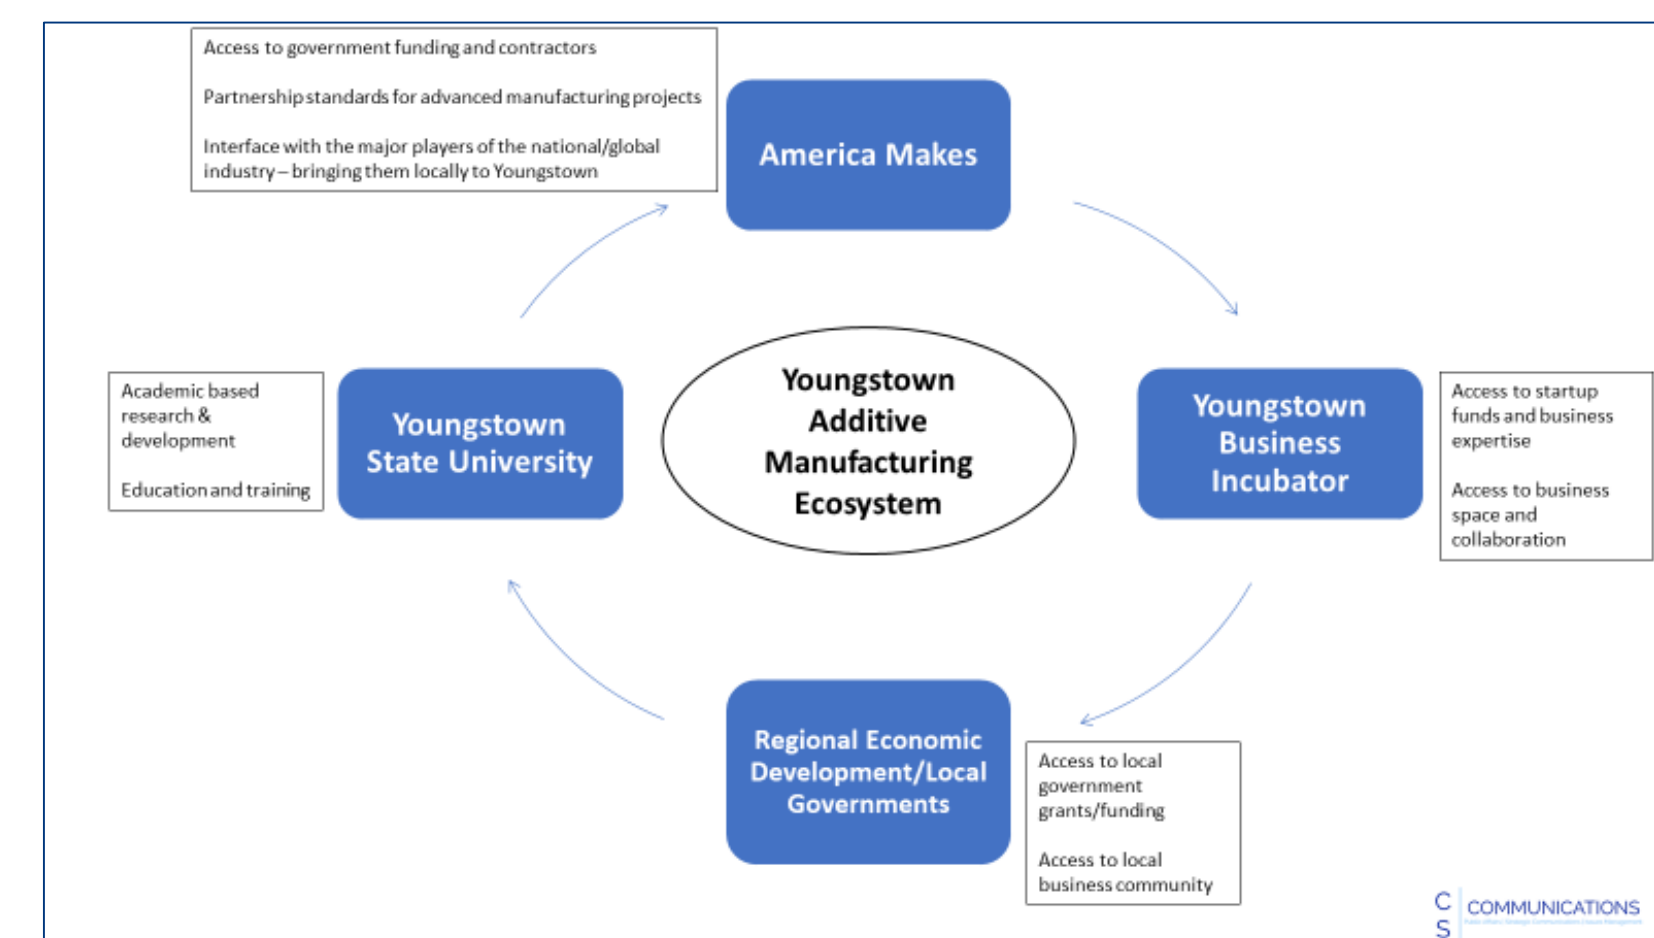 Access to government funding and contractors
Partnership standards for advanced manufacturing projects
Interface with the major players of the national/global
industry – bringing them locally to Youngstown
America Makes
Youngstown
Additive
Manufacturing
Ecosystem
Academic based
research &
development
Education and training
Youngstown
State University
Youngstown
Business
Incubator
Access to startup
funds and business
expertise
Access to business
space and
collaboration
Regional Economic
Development/Local
Governments
Access to local
government
grants/funding
Access to local
business community
C
S
COMMUNICATIONS